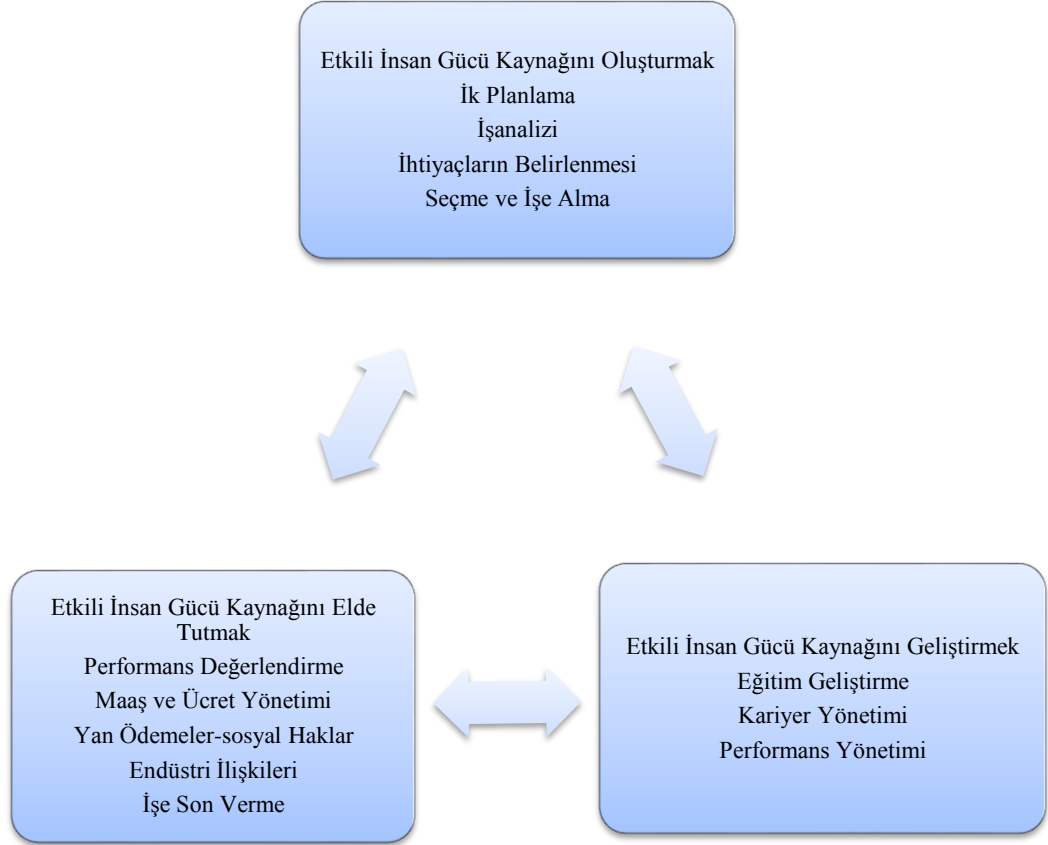 Etkili İnsan Gücü Kaynağını Oluşturmak
İk Planlama
İşanalizi
İhtiyaçların Belirlenmesi
Seçme ve İşe Alma
Etkili İnsan Gücü Kaynağını Elde
Tutmak
Performans Değerlendirme
Maaş ve Ücret Yönetimi
Yan Ödemeler-sosyal Haklar
Endüstri İlişkileri
İşe Son Verme
Etkili İnsan Gücü Kaynağını Geliştirmek
Eğitim Geliştirme
Kariyer Yönetimi
Performans Yönetimi